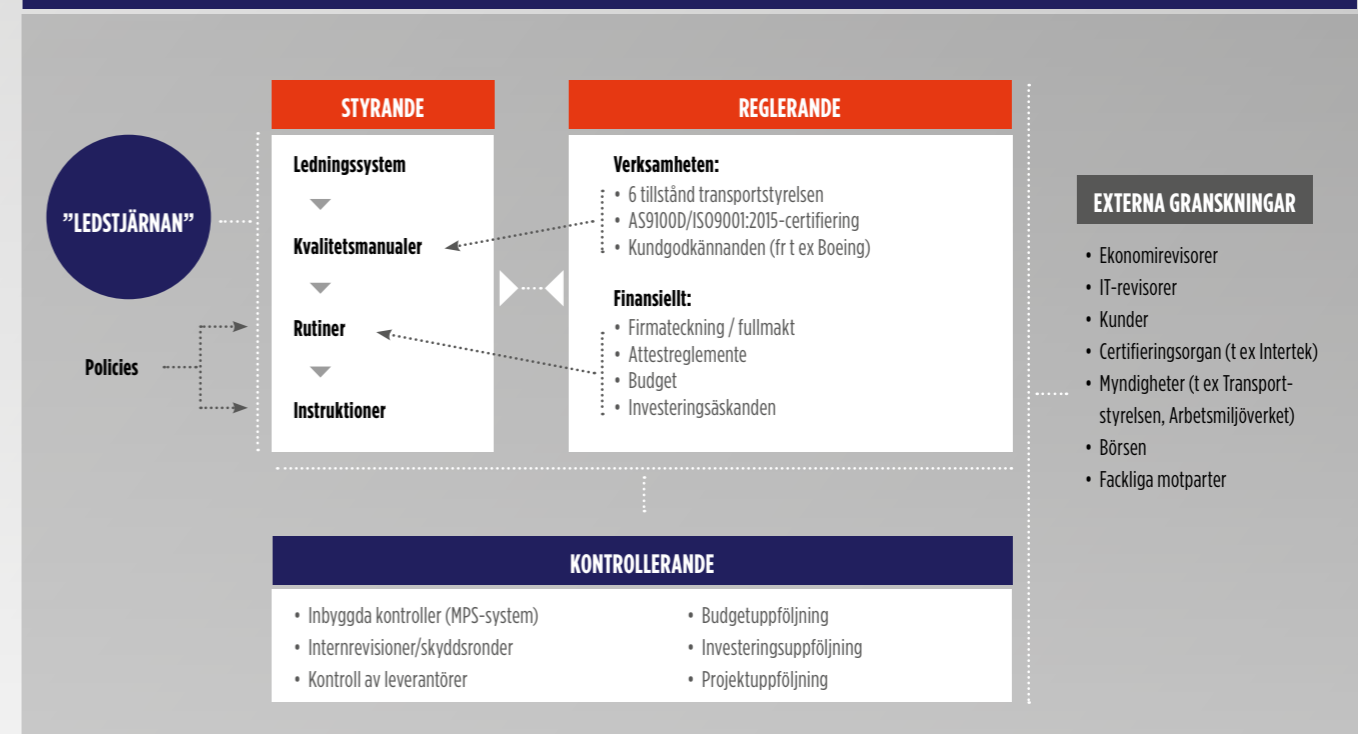 "LEDSTJÄRNAN"
Policies
STYRANDE
Ledningssystem
Kvalitetsmanualer
Rutiner
Instruktioner
REGLERANDE
Verksamheten:
• 6 tillstånd transportstyrelsen
• AS9100D/ISO9001:2015-certifiering
• Kundgodkännanden (fr t ex Boeing)
Finansiellt:
• Firmateckning / fullmakt
• Attestreglemente
• Budget
• Investeringsäskanden
KONTROLLERANDE
• Inbyggda kontroller (MPS-system)
• Internrevisioner/skyddsronder
• Kontroll av leverantörer
• Budgetuppföljning
• Investeringsuppföljning
• Projektuppföljning
EXTERNA GRANSKNINGAR
• Ekonomirevisorer
• IT-revisorer
• Kunder
• Certifieringsorgan (t ex Intertek)
• Myndigheter (t ex Transport-
styrelsen, Arbetsmiljöverket)
• Börsen
• Fackliga motparter